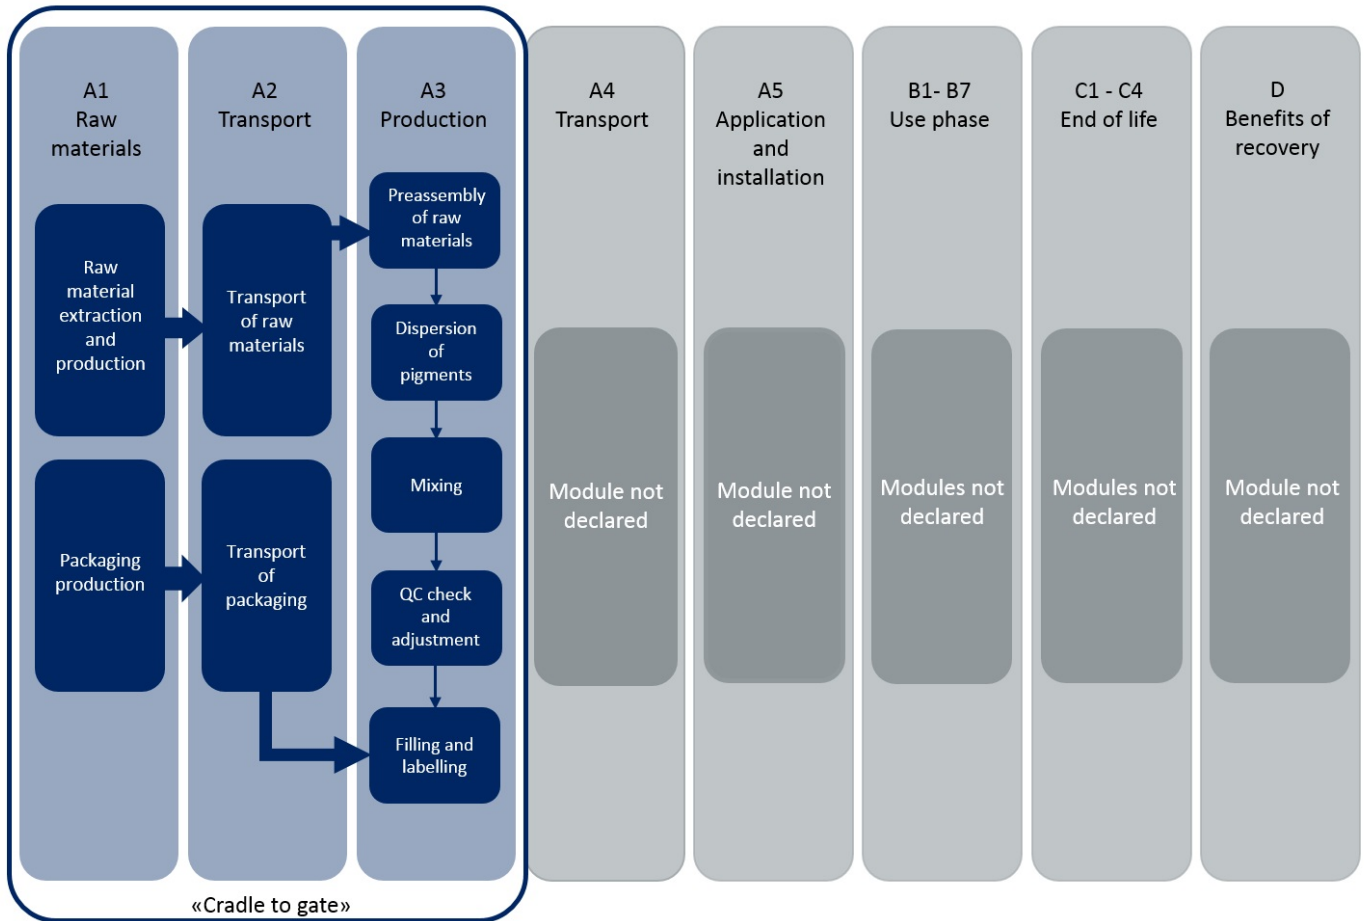 A1
Raw
materials
A2
Transport
A3
Production
A4
Transport
A5
Application
and
installation
B1- B7
Use phase
C1 - C4
End of life
D
Benefits of
recovery
Raw
material
extraction
and
production
Transport
of raw
materials
Preassembly
of raw
materials
Dispersion
of
pigments
Mixing
Packaging
production
Transport
of
packaging
QC check
and
adjustment
Filling and
labelling
Module not
declared
Module not
declared
Modules not
declared
Modules not
declared
Module not
declared
«Cradle to gate»